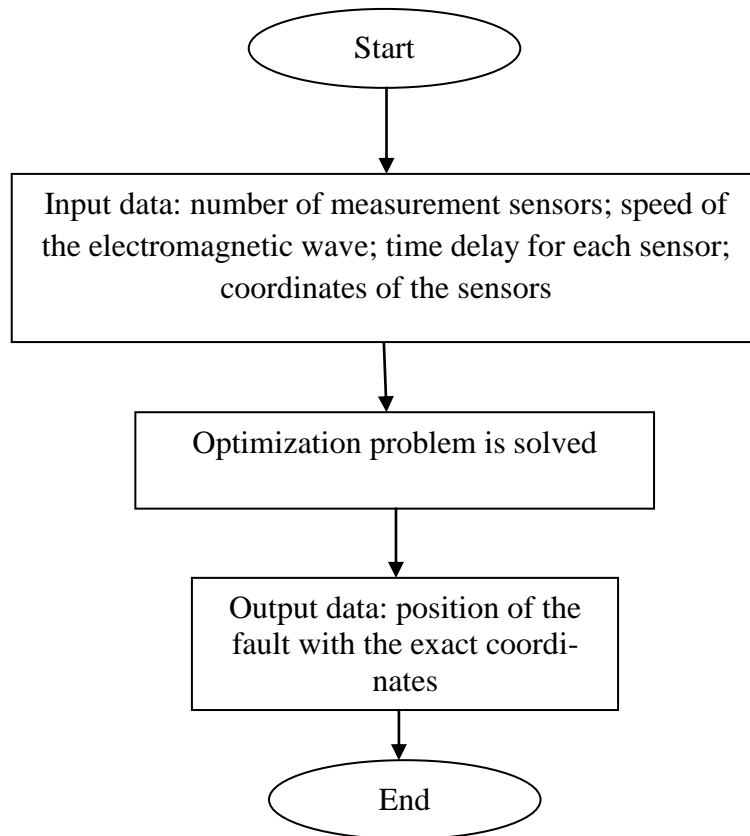 Start
Input data: number of measurement sensors; speed of
the electromagnetic wave; time delay for each sensor;
coordinates of the sensors
Optimization problem is solved
Output data: position of the
fault with the exact coordi-
nates
End